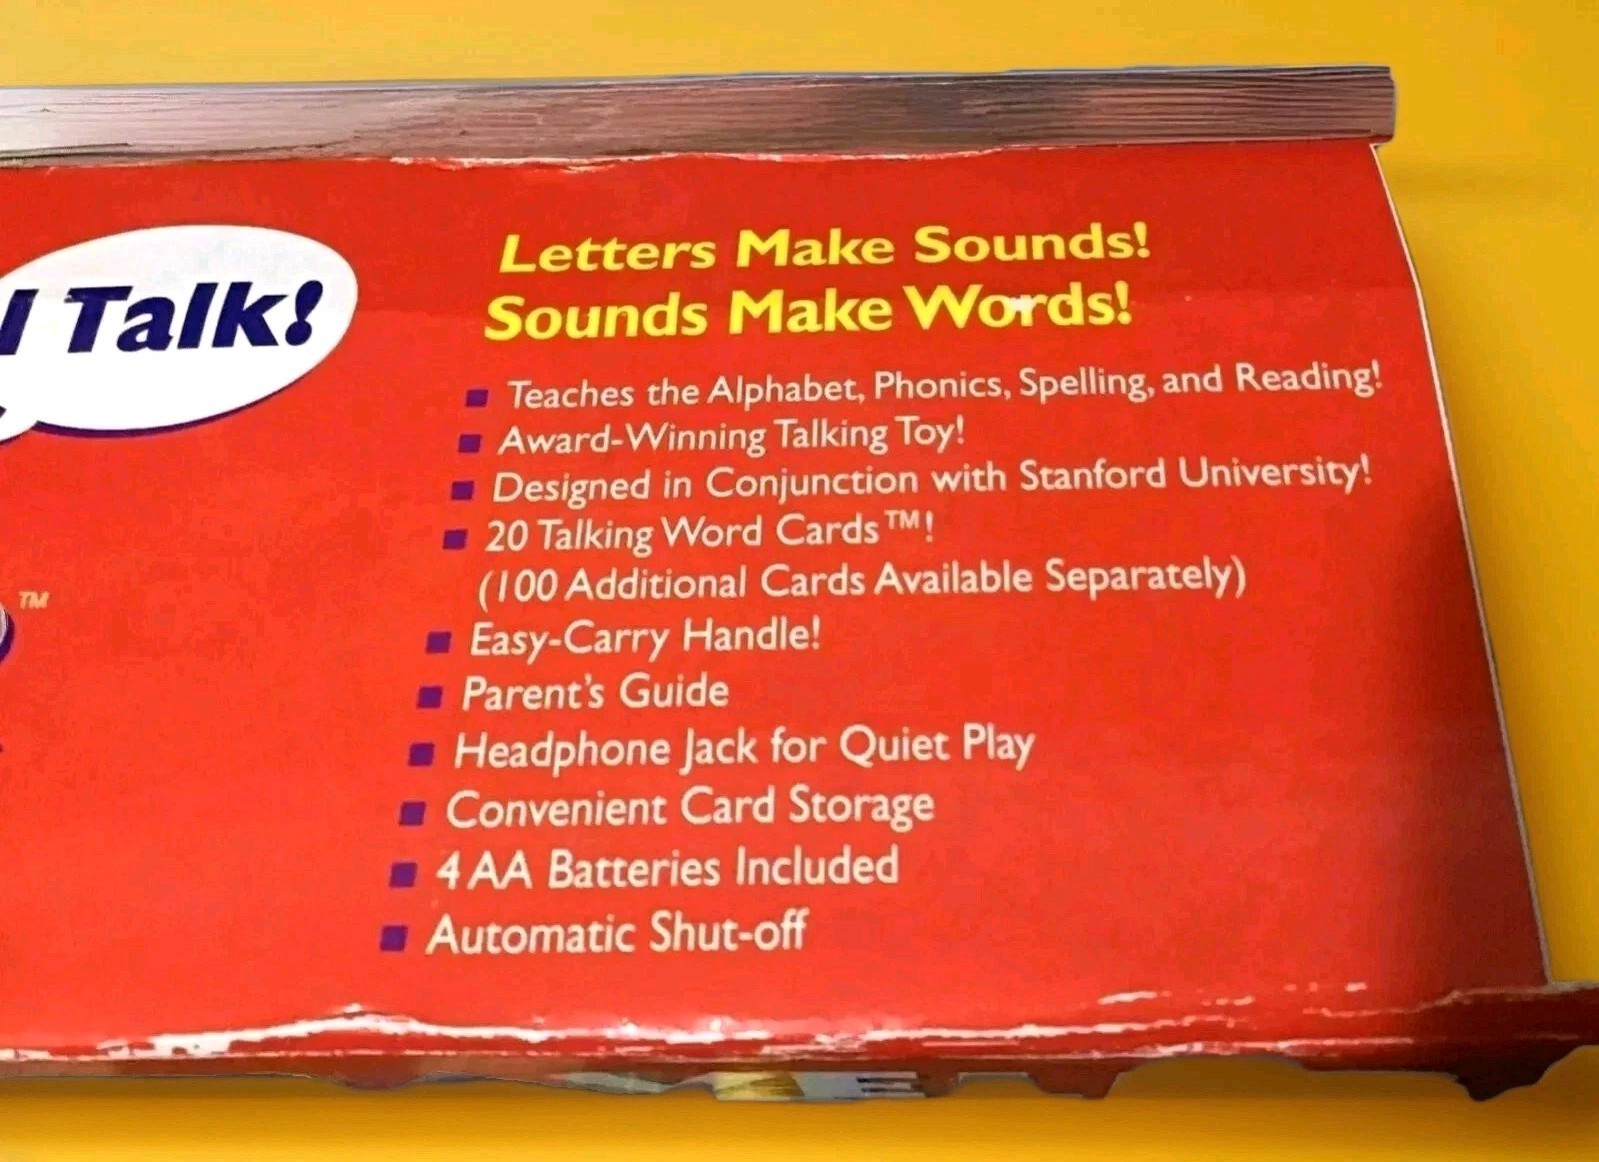 Talk!
Letters Make Sounds!
Sounds Make Words!
Teaches the Alphabet, Phonics, Spelling, and Reading!
Award-Winning Talking Toy!
Designed in Conjunction with Stanford University!
20 Talking Word Cards™!
(100 Additional Cards Available Separately)
Easy-Carry Handle!
Parent's Guide
Headphone Jack for Quiet Play
Convenient Card Storage
4 AA Batteries Included
Automatic Shut-off
TM